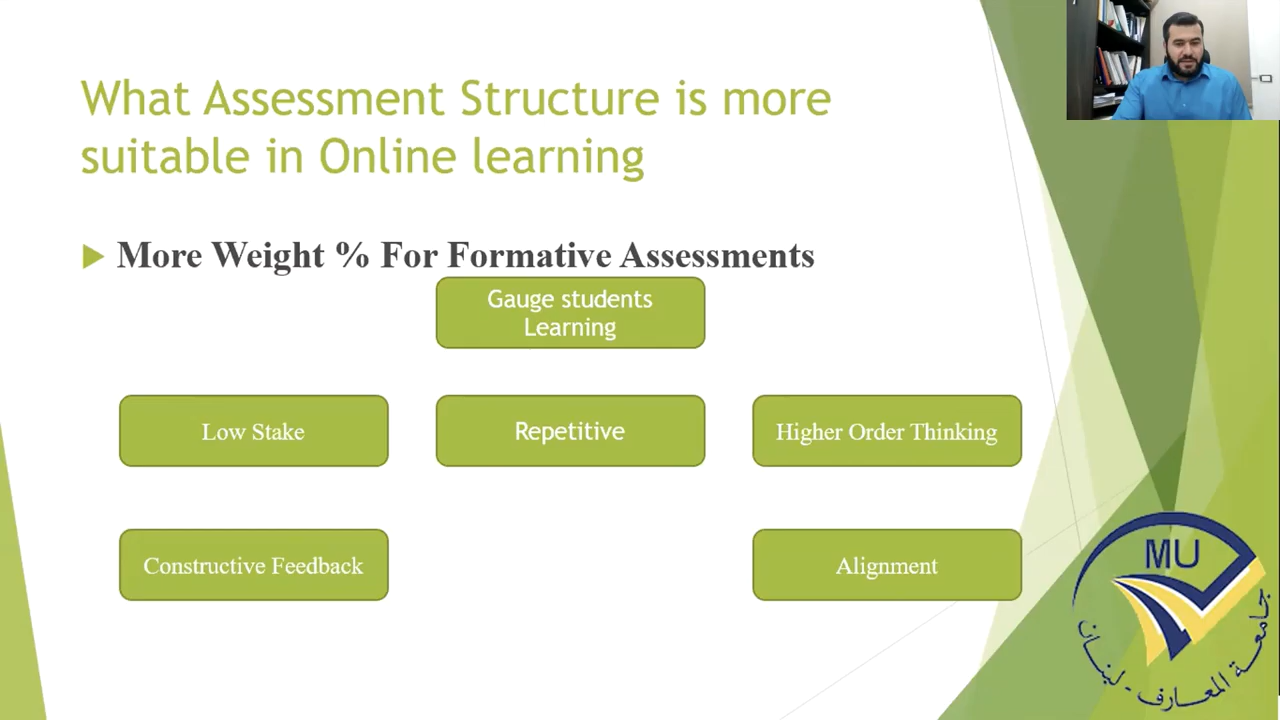 What Assessment Structure is more
suitable in Online learning
More Weight % For Formative Assessments
Gauge students
Learning
Low Stake
Repetitive
Higher Order Thinking
Constructive Feedback
Alignment
MU
جامعة المعارف - لبنان